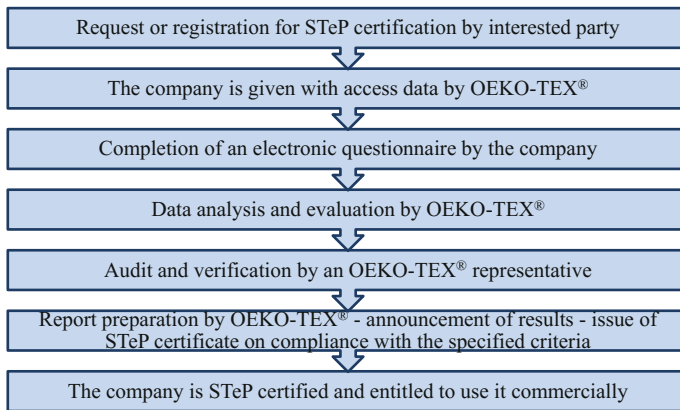 Request or registration for STeP certification by interested party
The company is given with access data by OEKO-TEX®
Completion of an electronic questionnaire by the company
Data analysis and evaluation by OEKO-TEX®
Audit and verification by an OEKO-TEX® representative
Report preparation by OEKO-TEX® - announcement of results - issue of
STeP certificate on compliance with the specified criteria
The company is STeP certified and entitled to use it commercially